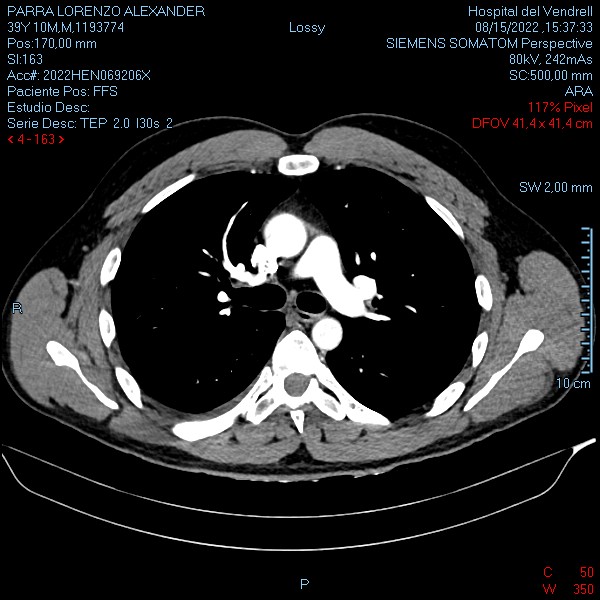 PARRA LORENZO ALEXANDER
39Y 10M,M,1193774
Pos:170,00 mm
SI:163
Acc#: 2022HEN069206X
Paciente Pos: FFS
Estudio Desc:
Serie Desc: TEP 2.0 I30s 2
< 4 - 163 >
Lossy
Hospital del Vendrell
08/15/2022 ,15:37:33
SIEMENS SOMATOM Perspective
80kV, 242mAs
SC:500,00 mm
ARA
117% Pixel
DFOV 41,4 x 41,4 cm
SW 2,00 mm
R
10 cm
P
C 50
W 350